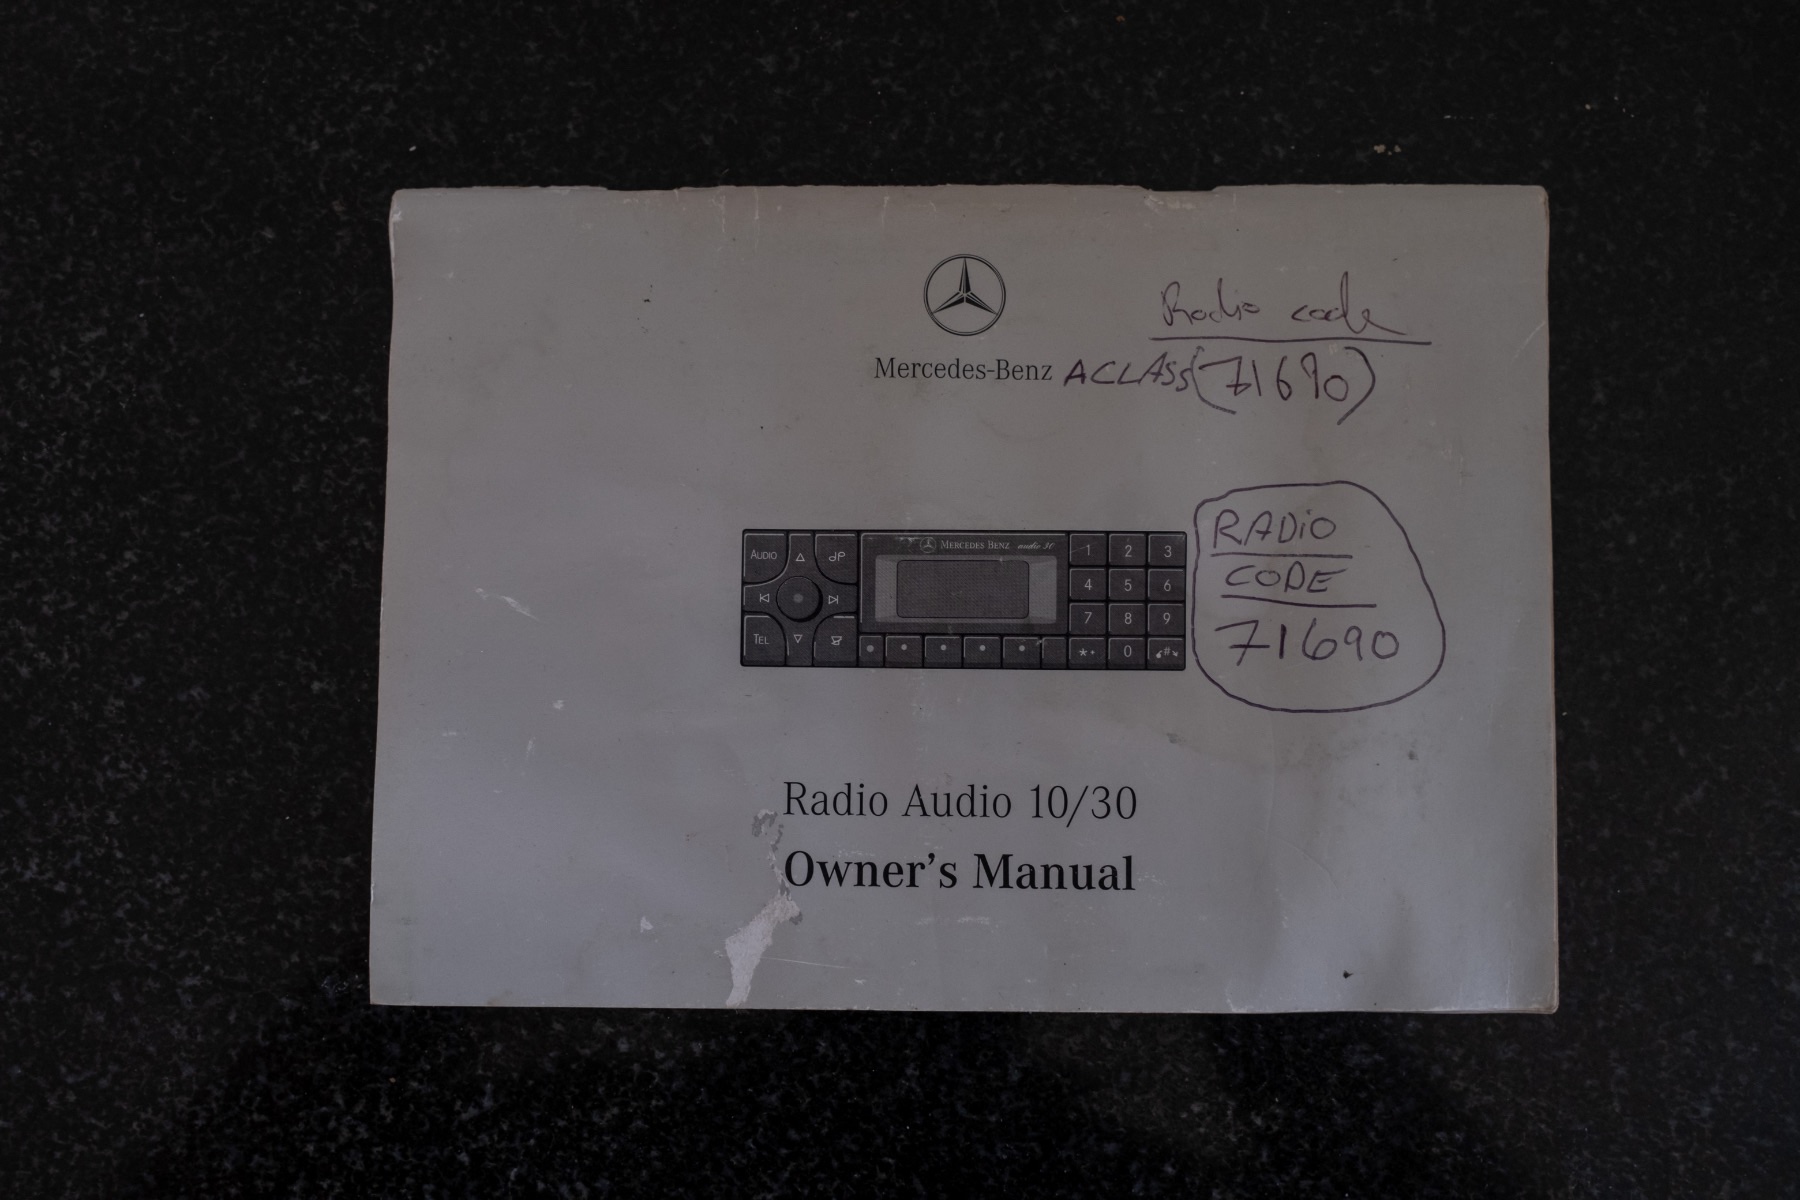 Radio code
Mercedes-Benz A CLASS (71690)
MERCEDES BENZ audio 30
AUDIO
1 2 3
4 5 6
TEL
7 8 9
* 0 #
RADIO
CODE
71690
Radio Audio 10/30
Owner's Manual